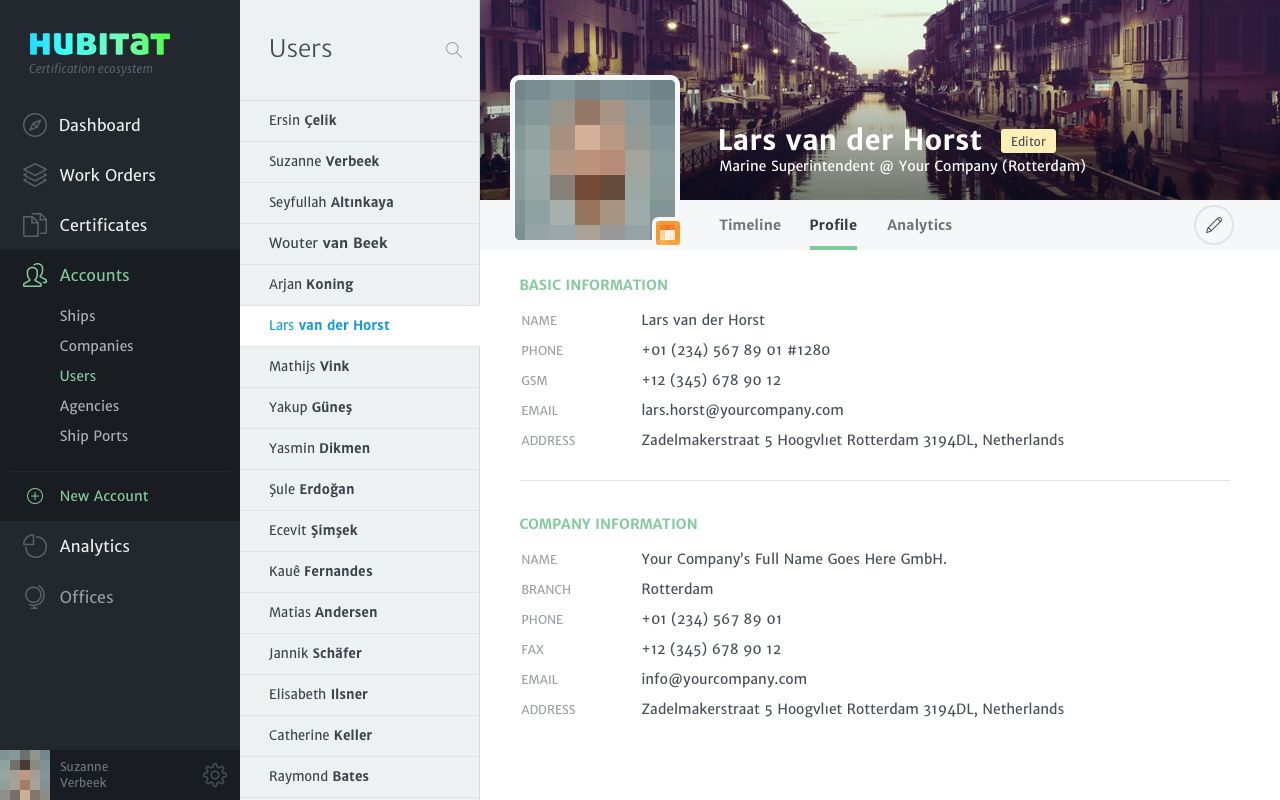 HUBITAT
Certification ecosystem
Dashboard
Work Orders
Certificates
Accounts
Ships
Companies
Users
Agencies
Ship Ports
New Account
Analytics
Offices
Suzanne
Verbeek
Users
Ersin Çelik
Suzanne Verbeek
Seyfullah Altınkaya
Wouter van Beek
Arjan Koning
Lars van der Horst
Mathijs Vink
Yakup Güneş
Yasmin Dikmen
Şule Erdoğan
Ecevit Şimşek
Kauê Fernandes
Matias Andersen
Jannik Schäfer
Elisabeth Ilsner
Catherine Keller
Raymond Bates
Lars van der Horst Editor
Marine Superintendent @ Your Company (Rotterdam)
Timeline Profile Analytics
BASIC INFORMATION
NAME Lars van der Horst
PHONE +01 (234) 567 89 01 #1280
GSM +12 (345) 678 90 12
EMAIL lars.horst@yourcompany.com
ADDRESS Zadelmakerstraat 5 Hoogvlıet Rotterdam 3194DL, Netherlands
COMPANY INFORMATION
NAME Your Company’s Full Name Goes Here GmbH.
BRANCH Rotterdam
PHONE +01 (234) 567 89 01
FAX +12 (345) 678 90 12
EMAIL info@yourcompany.com
ADDRESS Zadelmakerstraat 5 Hoogvlıet Rotterdam 3194DL, Netherlands